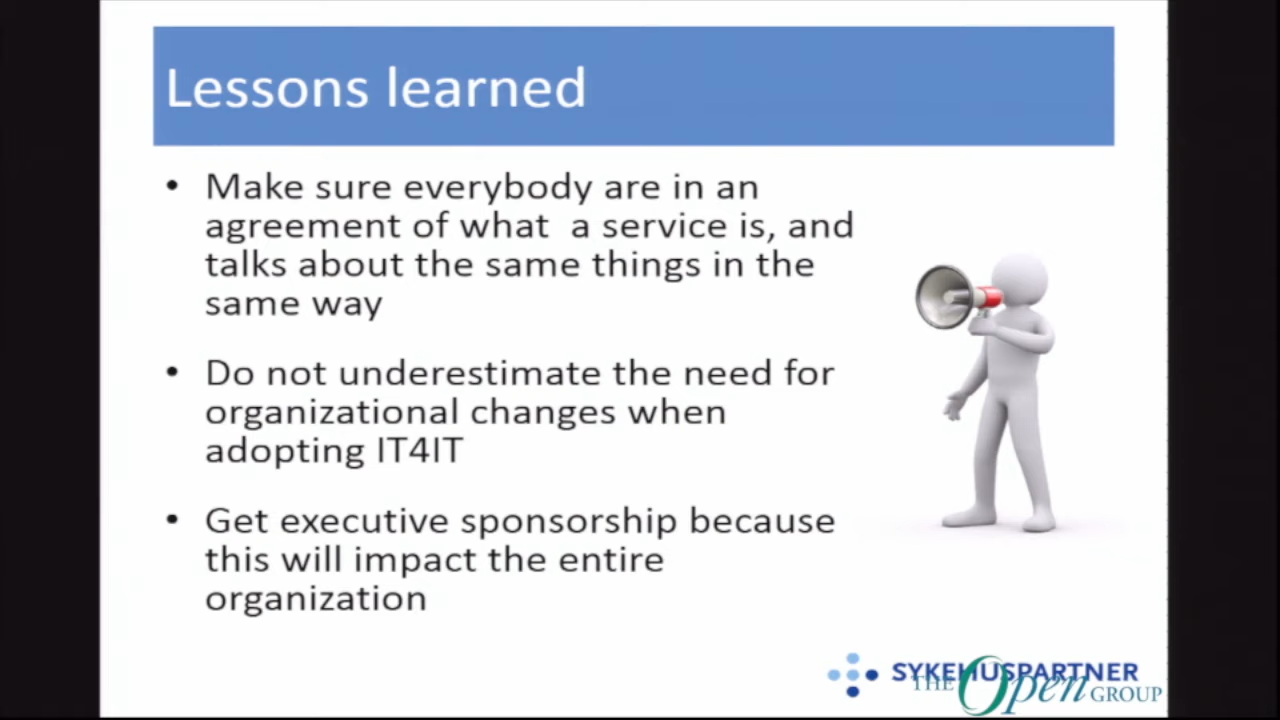 Lessons learned
• Make sure everybody are in an
agreement of what  a service is, and
talks about the same things in the
same way
• Do not underestimate the need for
organizational changes when
adopting IT4IT
• Get executive sponsorship because
this will impact the entire
organization
SYKEHUSPARTNER
THE Open GROUP